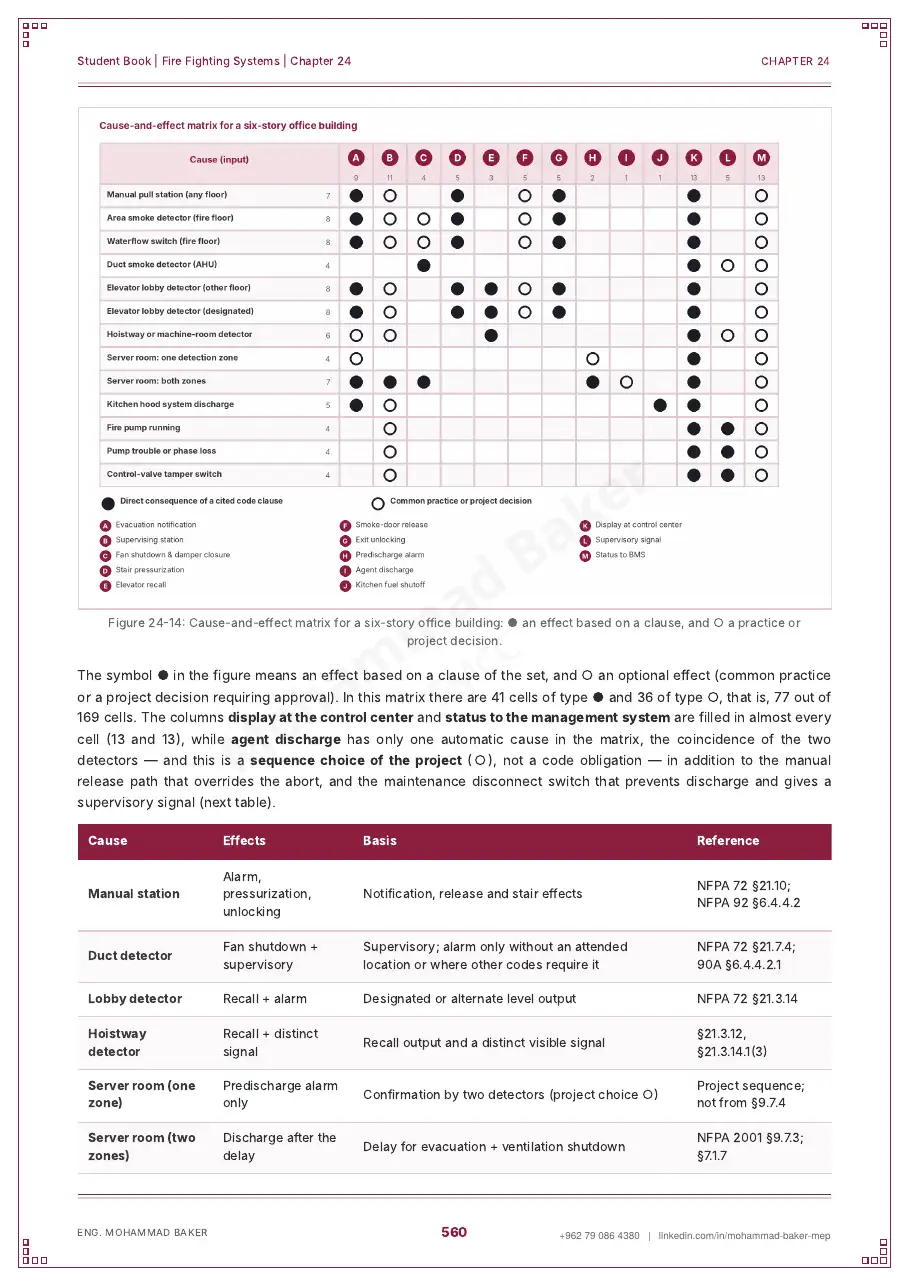 Student Book | Fire Fighting Systems | Chapter 24
CHAPTER 24
Cause-and-effect matrix for a six-story office building
Cause (input) A B C D E F G H I J K L M
9 11 4 5 3 5 5 2 1 1 13 5 13
Manual pull station (any floor) 7 ● ○ ● ○ ● ● ○
Area smoke detector (fire floor) 8 ● ○ ○ ● ○ ● ● ○
Waterflow switch (fire floor) 8 ● ○ ○ ● ○ ● ● ○
Duct smoke detector (AHU) 4 ● ● ○ ○
Elevator lobby detector (other floor) 8 ● ○ ● ● ○ ● ● ○
Elevator lobby detector (designated) 8 ● ○ ● ● ○ ● ● ○
Hoistway or machine-room detector 6 ○ ○ ● ● ○ ○
Server room: one detection zone 4 ○ ○ ● ○
Server room: both zones 7 ● ● ● ● ○ ● ○
Kitchen hood system discharge 5 ● ○ ● ● ○
Fire pump running 4 ○ ● ● ○
Pump trouble or phase loss 4 ○ ● ● ○
Control-valve tamper switch 4 ○ ● ● ○
● Direct consequence of a cited code clause
○ Common practice or project decision
A Evacuation notification
B Supervising station
C Fan shutdown & damper closure
D Stair pressurization
E Elevator recall
F Smoke-door release
G Exit unlocking
H Predischarge alarm
I Agent discharge
J Kitchen fuel shutoff
K Display at control center
L Supervisory signal
M Status to BMS
Figure 24-14: Cause-and-effect matrix for a six-story office building: ● an effect based on a clause, and ○ a practice or
project decision.
The symbol ● in the figure means an effect based on a clause of the set, and ○ an optional effect (common practice
or a project decision requiring approval). In this matrix there are 41 cells of type ● and 36 of type ○, that is, 77 out of
169 cells. The columns display at the control center and status to the management system are filled in almost every
cell (13 and 13), while agent discharge has only one automatic cause in the matrix, the coincidence of the two
detectors — and this is a sequence choice of the project (○), not a code obligation — in addition to the manual
release path that overrides the abort, and the maintenance disconnect switch that prevents discharge and gives a
supervisory signal (next table).
Cause Effects Basis Reference
Manual station
Alarm,
pressurization,
unlocking
Notification, release and stair effects
NFPA 72 §21.10;
NFPA 92 §6.4.4.2
Duct detector
Fan shutdown +
supervisory
Supervisory; alarm only without an attended
location or where other codes require it
NFPA 72 §21.7.4;
90A §6.4.4.2.1
Lobby detector
Recall + alarm
Designated or alternate level output
NFPA 72 §21.3.14
Hoistway
detector
Recall + distinct
signal
Recall output and a distinct visible signal
§21.3.12,
§21.3.14.1(3)
Server room (one
zone)
Predischarge alarm
only
Confirmation by two detectors (project choice ○)
Project sequence;
not from §9.7.4
Server room (two
zones)
Discharge after the
delay
Delay for evacuation + ventilation shutdown
NFPA 2001 §9.7.3;
§7.1.7
ENG. MOHAMMAD BAKER
560
+962 79 086 4380 | linkedin.com/in/mohammad-baker-mep